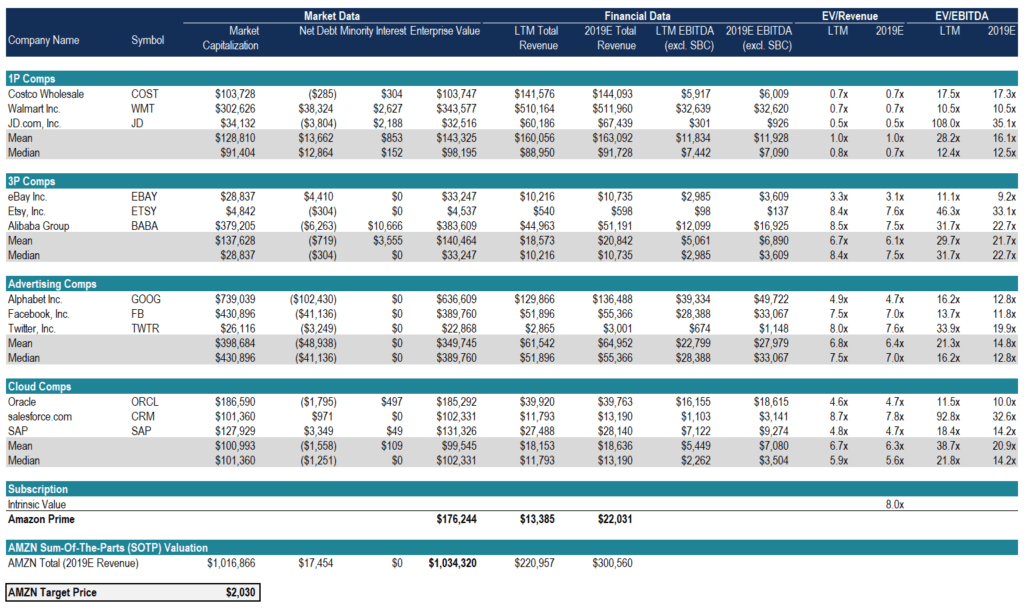 Market Data Financial Data EV/Revenue EV/EBITDA
Company Name Symbol Market Capitalization Net Debt Minority Interest Enterprise Value LTM Total Revenue 2019E Total Revenue LTM EBITDA (excl. SBC) 2019E EBITDA (excl. SBC) LTM 2019E LTM 2019E
1P Comps
Costco Wholesale COST $103,728 ($285) $304 $103,747 $141,576 $144,093 $5,917 $6,009 0.7x 0.7x 17.5x 17.3x
Walmart Inc. WMT $302,626 $38,324 $2,627 $343,577 $510,164 $511,960 $32,639 $32,620 0.7x 0.7x 10.5x 10.5x
JD.com, Inc. JD $34,132 ($3,804) $2,188 $32,516 $60,186 $67,439 $301 $926 0.5x 0.5x 108.0x 35.1x
Mean $128,810 $13,662 $853 $143,325 $160,056 $163,092 $11,834 $11,928 1.0x 1.0x 28.2x 16.1x
Median $91,404 $12,864 $152 $98,195 $88,950 $91,728 $7,442 $7,090 0.8x 0.7x 12.4x 12.5x
3P Comps
eBay Inc. EBAY $28,837 $4,410 $0 $33,247 $10,216 $10,735 $2,985 $3,609 3.3x 3.1x 11.1x 9.2x
Etsy, Inc. ETSY $4,842 ($304) $0 $4,537 $540 $598 $98 $137 8.4x 7.6x 46.3x 33.1x
Alibaba Group BABA $379,205 ($6,263) $10,666 $383,609 $44,963 $51,191 $12,099 $16,925 8.5x 7.5x 31.7x 22.7x
Mean $137,628 ($719) $3,555 $140,464 $18,573 $20,842 $5,061 $6,890 6.7x 6.1x 29.7x 21.7x
Median $28,837 ($304) $0 $33,247 $10,216 $10,735 $2,985 $3,609 8.4x 7.5x 31.7x 22.7x
Advertising Comps
Alphabet Inc. GOOG $739,039 ($102,430) $0 $636,609 $129,866 $136,488 $39,334 $49,722 4.9x 4.7x 16.2x 12.8x
Facebook, Inc. FB $430,896 ($41,136) $0 $389,760 $51,896 $55,366 $28,388 $33,067 7.5x 7.0x 13.7x 11.8x
Twitter, Inc. TWTR $26,116 ($3,249) $0 $22,868 $2,865 $3,001 $674 $1,148 8.0x 7.6x 33.9x 19.9x
Mean $398,684 ($48,938) $0 $349,745 $61,542 $64,952 $22,799 $27,979 6.8x 6.4x 21.3x 14.8x
Median $430,896 ($41,136) $0 $389,760 $51,896 $55,366 $28,388 $33,067 7.5x 7.0x 16.2x 12.8x
Cloud Comps
Oracle ORCL $186,590 ($1,795) $497 $185,292 $39,920 $39,763 $16,155 $18,615 4.6x 4.7x 11.5x 10.0x
salesforce.com CRM $101,360 $971 $0 $102,331 $11,793 $13,190 $1,103 $3,141 8.7x 7.8x 92.8x 32.6x
SAP SAP $127,929 $3,349 $49 $131,326 $27,488 $28,140 $7,122 $9,274 4.8x 4.7x 18.4x 14.2x
Mean $100,993 ($1,558) $109 $99,545 $18,153 $18,636 $5,449 $7,080 6.7x 6.3x 38.7x 20.9x
Median $101,360 ($1,251) $0 $102,331 $11,793 $13,190 $2,262 $3,504 5.9x 5.6x 21.8x 14.2x
Subscription
Intrinsic Value 8.0x
Amazon Prime $176,244 $13,385 $22,031
AMZN Sum-Of-The-Parts (SOTP) Valuation
AMZN Total (2019E Revenue) $1,016,866 $17,454 $0 $1,034,320 $220,957 $300,560
AMZN Target Price $2,030